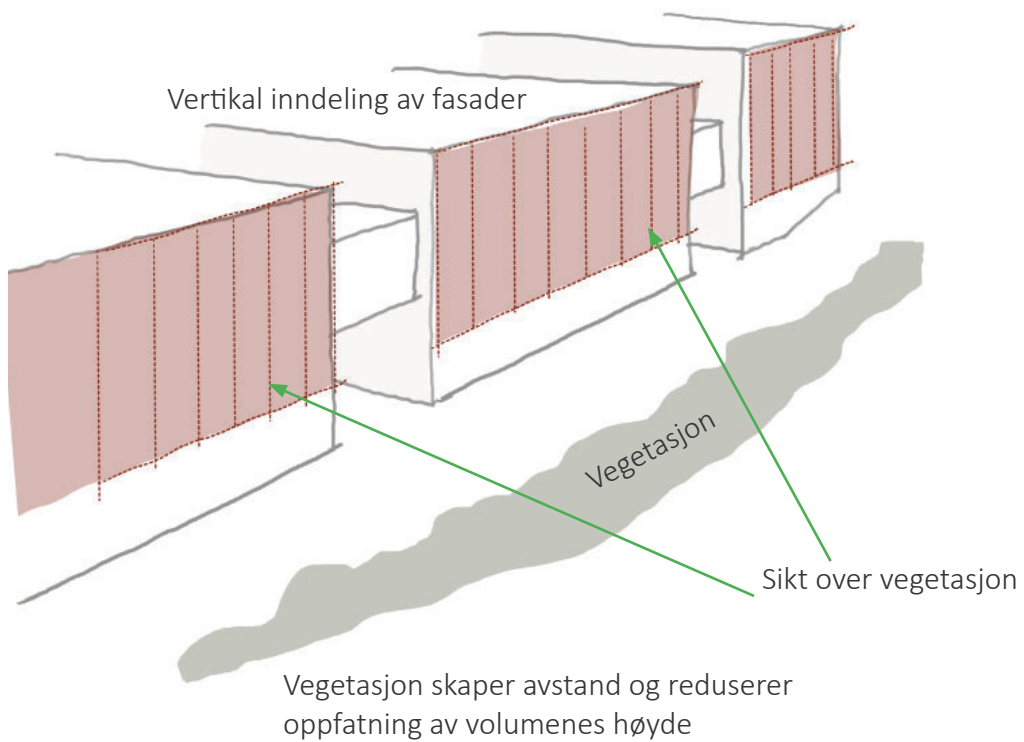 Vertikal inndeling av fasader
Vegetasjon
Sikt over vegetasjon
Vegetasjon skaper avstand og reduserer
oppfatning av volumenes høyde